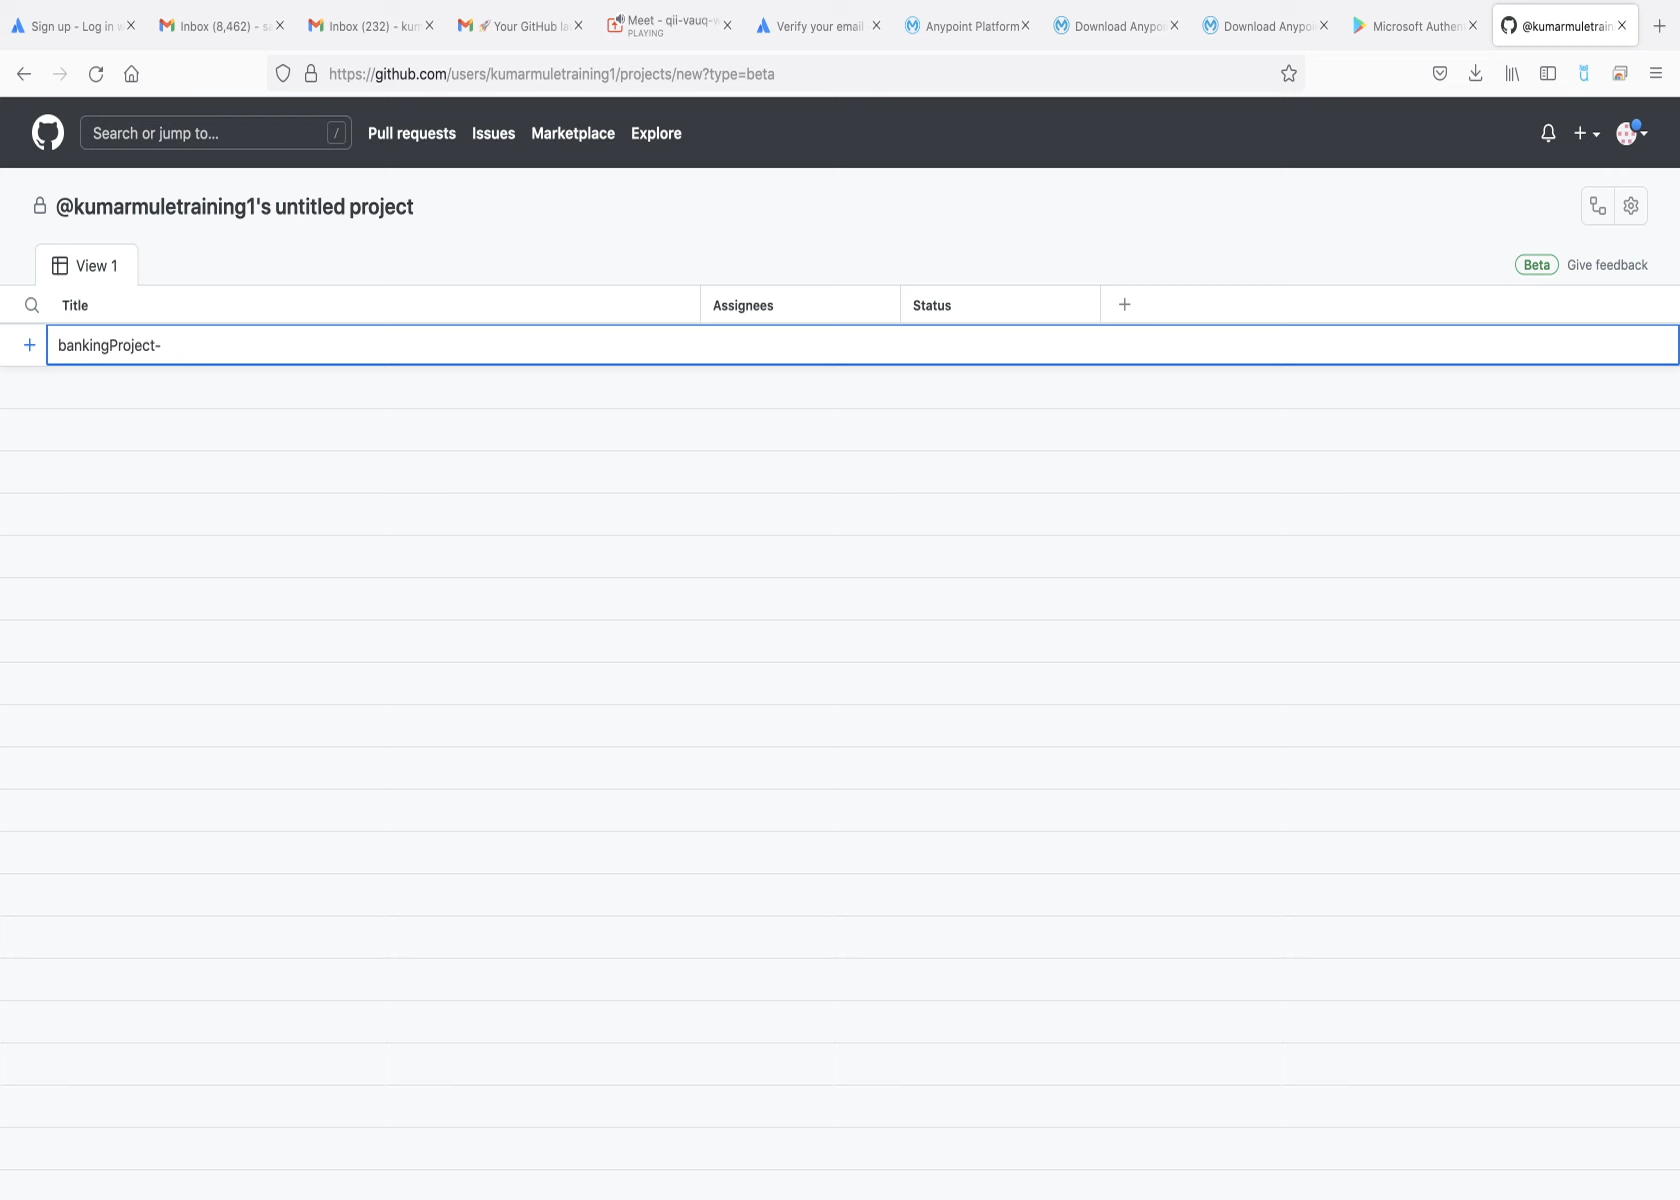 Sign up - Log in w
Inbox (8,462) - sa
Inbox (232) - kum
🚀 Your GitHub la
Meet - qii-vauq-w
PLAYING
Verify your email
Anypoint Platform
Download Anypoi
Download Anypoi
Microsoft Authen
@kumarmuletrain
https://github.com/users/kumarmuletraining1/projects/new?type=beta
Search or jump to... /
Pull requests Issues Marketplace Explore
@kumarmuletraining1's untitled project
View 1
Beta Give feedback
Title Assignees Status
bankingProject-